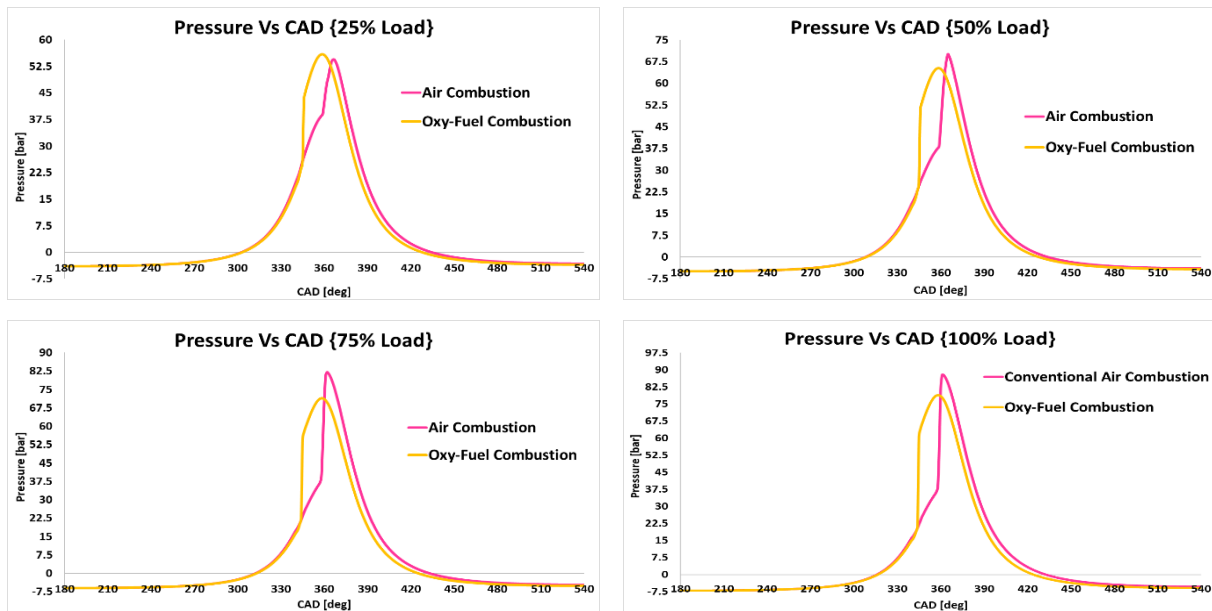 Pressure Vs CAD {25% Load}
60
52.5
45
37.5
30
22.5
15
7.5
0
-7.5
Pressure [bar]
180 210 240 270 300 330 360 390 420 450 480 510 540
CAD [deg]
Air Combustion
Oxy-Fuel Combustion
Pressure Vs CAD {50% Load}
75
67.5
60
52.5
45
37.5
30
22.5
15
7.5
0
-7.5
Pressure [bar]
180 210 240 270 300 330 360 390 420 450 480 510 540
CAD [deg]
Air Combustion
Oxy-Fuel Combustion
Pressure Vs CAD {75% Load}
90
82.5
75
67.5
60
52.5
45
37.5
30
22.5
15
7.5
0
-7.5
Pressure [bar]
180 210 240 270 300 330 360 390 420 450 480 510 540
CAD [deg]
Air Combustion
Oxy-Fuel Combustion
Pressure Vs CAD {100% Load}
97.5
90
82.5
75
67.5
60
52.5
45
37.5
30
22.5
15
7.5
0
-7.5
Pressure [bar]
180 210 240 270 300 330 360 390 420 450 480 510 540
CAD [deg]
Conventional Air Combustion
Oxy-Fuel Combustion